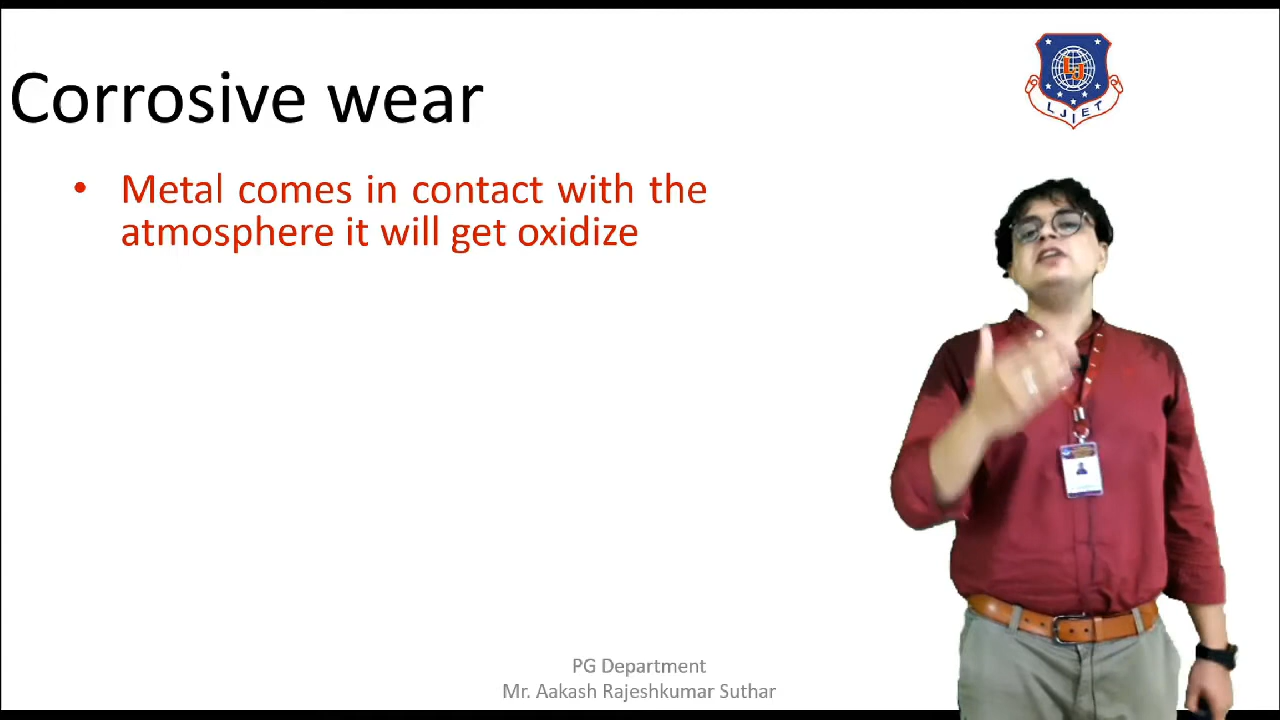 Corrosive wear
• Metal comes in contact with the
atmosphere it will get oxidize
LJIET
PG Department
Mr. Aakash Rajeshkumar Suthar